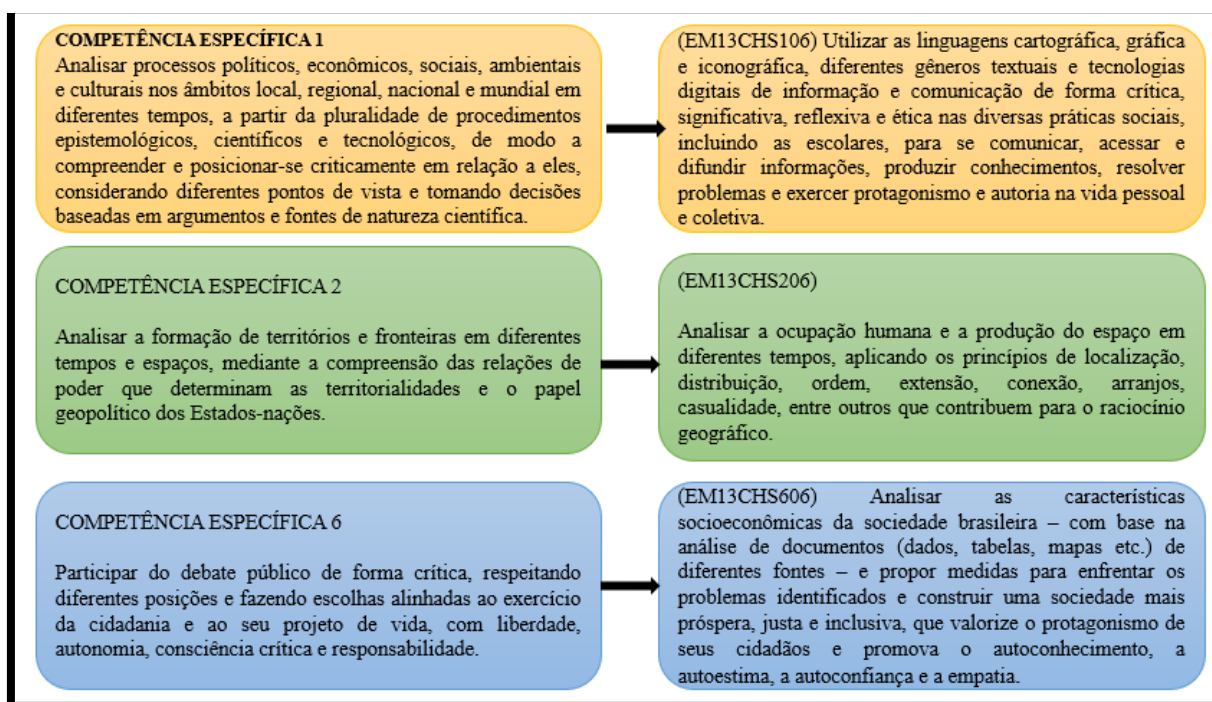 COMPETÊNCIA ESPECÍFICA 1
Analisar processos políticos, econômicos, sociais, ambientais
e culturais nos âmbitos local, regional, nacional e mundial em
diferentes tempos, a partir da pluralidade de procedimentos
epistemológicos, científicos e tecnológicos, de modo a
compreender e posicionar-se criticamente em relação a eles,
considerando diferentes pontos de vista e tomando decisões
baseadas em argumentos e fontes de natureza científica.
(EM13CHS106) Utilizar as linguagens cartográfica, gráfica
e iconográfica, diferentes gêneros textuais e tecnologias
digitais de informação e comunicação de forma crítica,
significativa, reflexiva e ética nas diversas práticas sociais,
incluindo as escolares, para se comunicar, acessar e
difundir informações, produzir conhecimentos, resolver
problemas e exercer protagonismo e autoria na vida pessoal
e coletiva.
COMPETÊNCIA ESPECÍFICA 2
Analisar a formação de territórios e fronteiras em diferentes
tempos e espaços, mediante a compreensão das relações de
poder que determinam as territorialidades e o papel
geopolítico dos Estados-nações.
(EM13CHS206)
Analisar a ocupação humana e a produção do espaço em
diferentes tempos, aplicando os princípios de localização,
distribuição, ordem, extensão, conexão, arranjos,
casualidade, entre outros que contribuem para o raciocínio
geográfico.
COMPETÊNCIA ESPECÍFICA 6
Participar do debate público de forma crítica, respeitando
diferentes posições e fazendo escolhas alinhadas ao exercício
da cidadania e ao seu projeto de vida, com liberdade,
autonomia, consciência crítica e responsabilidade.
(EM13CHS606) Analisar as características
socioeconômicas da sociedade brasileira – com base na
análise de documentos (dados, tabelas, mapas etc.) de
diferentes fontes – e propor medidas para enfrentar os
problemas identificados e construir uma sociedade mais
próspera, justa e inclusiva, que valorize o protagonismo de
seus cidadãos e promova o autoconhecimento, a
autoestima, a autoconfiança e a empatia.